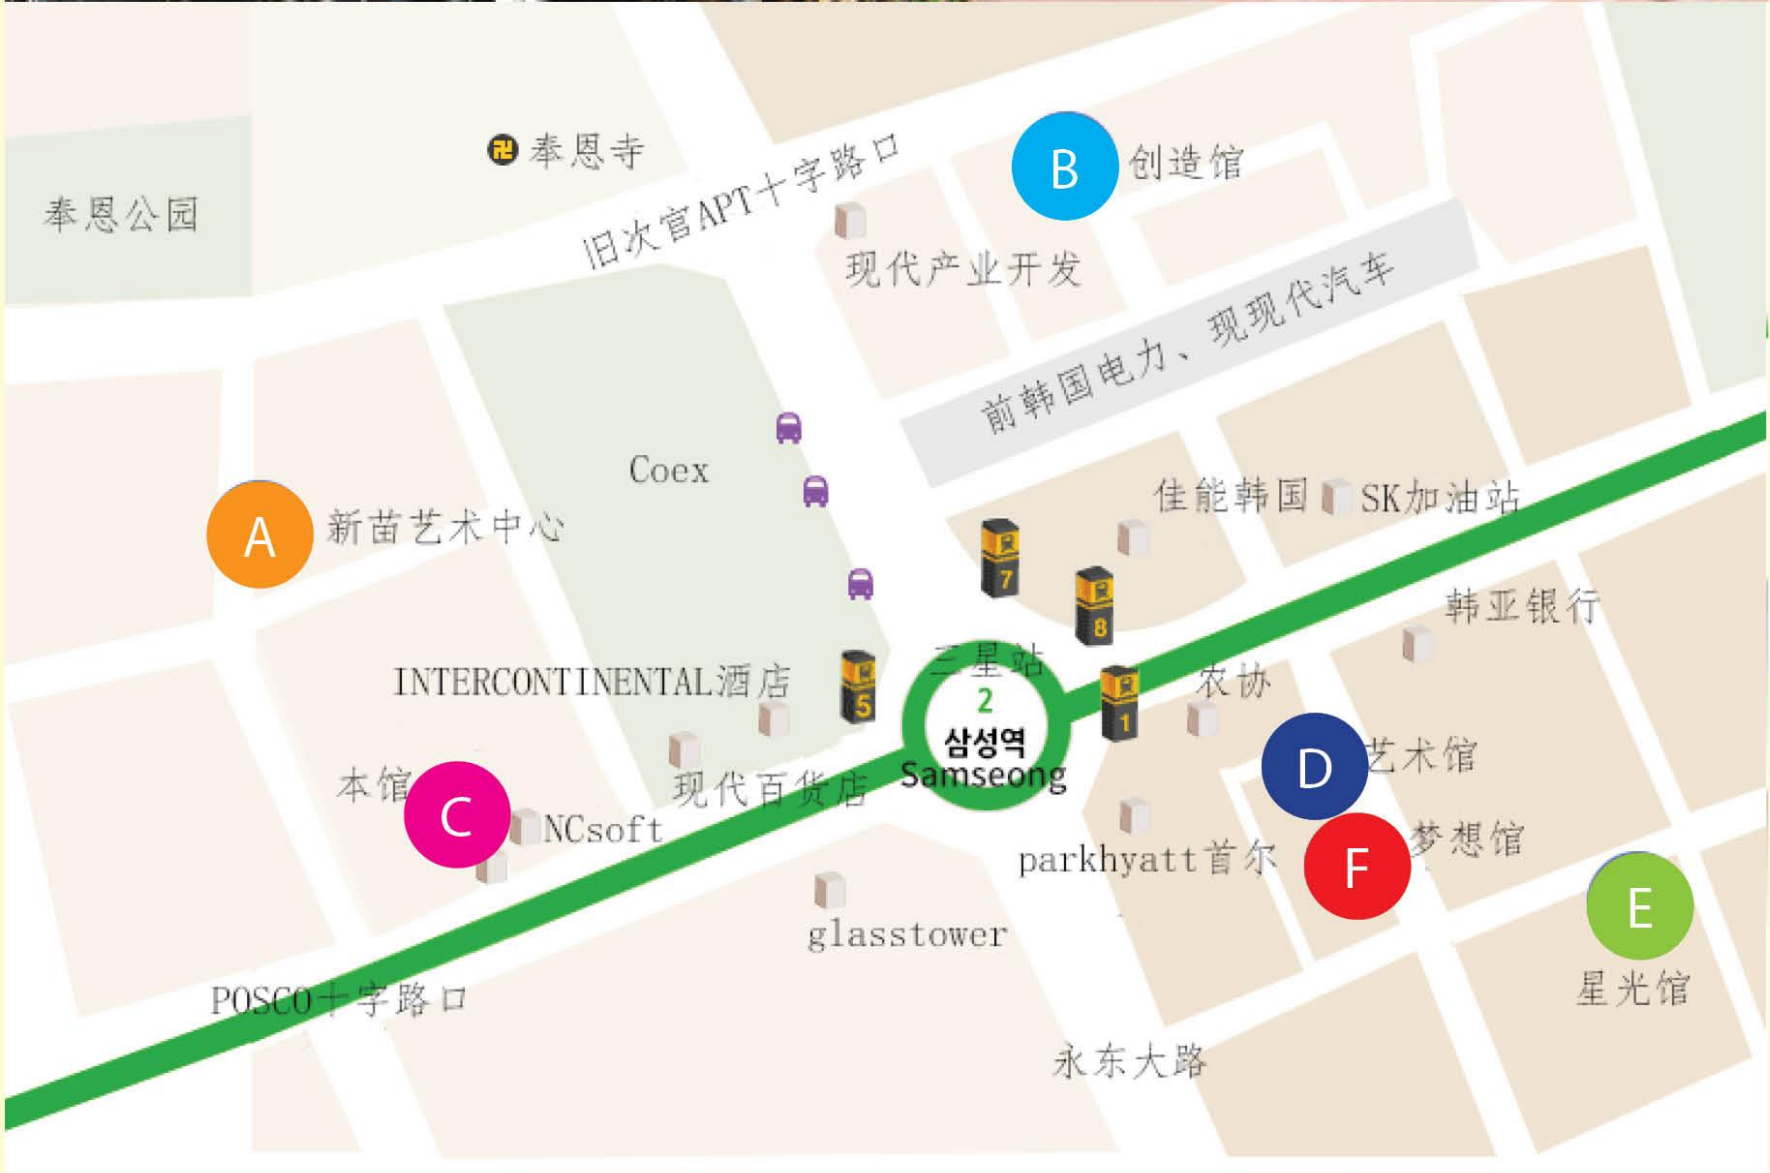 奉恩寺
奉恩公园
旧次官APT十字路口
B
创造馆
现代产业开发
前韩国电力、现现代汽车
Coex
佳能韩国
SK加油站
A
新苗艺术中心
7
8
韩亚银行
INTERCONTINENTAL酒店
5
三星站
2
삼성역
Samseong
1
农协
D
艺术馆
本馆
C
现代百货店
NCsoft
parkhyatt首尔
F
梦想馆
E
星光馆
glasstower
POSCO十字路口
永东大路